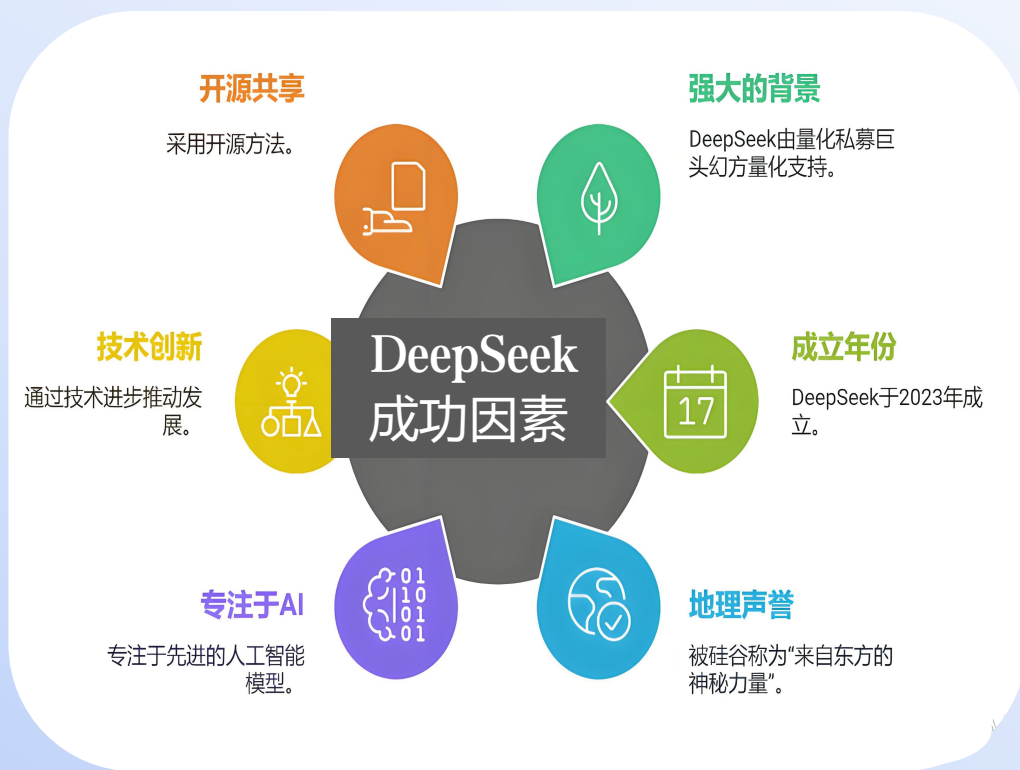 开源共享
采用开源方法。
强大的背景
DeepSeek由量化私募巨
头幻方量化支持。
技术创新
通过技术进步推动发
展。
DeepSeek
成功因素
17
成立年份
DeepSeek于2023年成
立。
专注于AI
专注于先进的人工智能
模型。
01
10
01
01
地理声誉
被硅谷称为“来自东方的
神秘力量”。